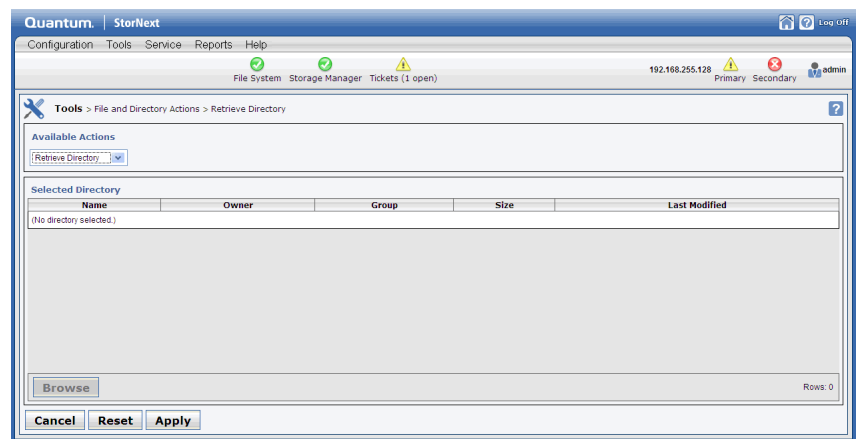 Quantum. StorNext Log Off
Configuration Tools Service Reports Help
File System Storage Manager Tickets (1 open) 192.168.255.128 Primary Secondary admin
Tools > File and Directory Actions > Retrieve Directory
Available Actions
Retrieve Directory
Selected Directory
Name Owner Group Size Last Modified
(No directory selected.)
Browse Rows: 0
Cancel Reset Apply